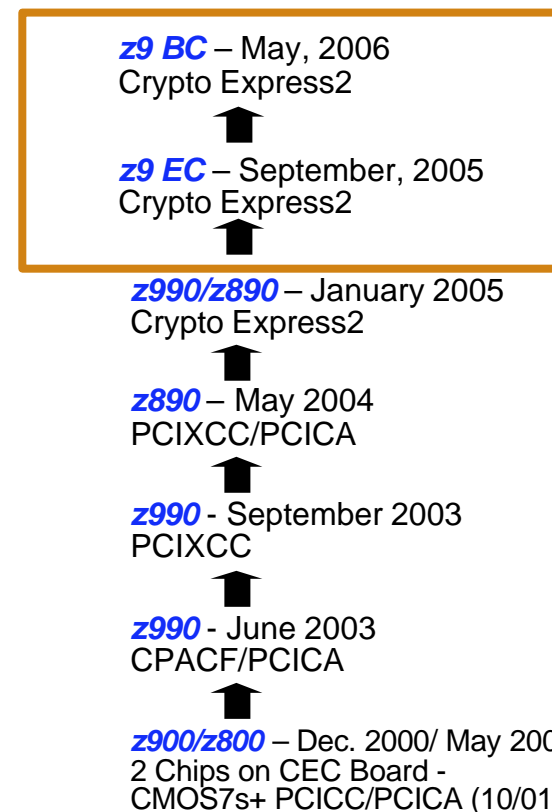 z9 BC – May, 2006
Crypto Express2
z9 EC – September, 2005
Crypto Express2
z990/z890 – January 2005
Crypto Express2
z890 – May 2004
PCIXCC/PCICA
z990 - September 2003
PCIXCC
z990 - June 2003
CPACF/PCICA
z900/z800 – Dec. 2000/ May
2 Chips on CEC Board -
CMOS7s+ PCICC/PCICA (10/01